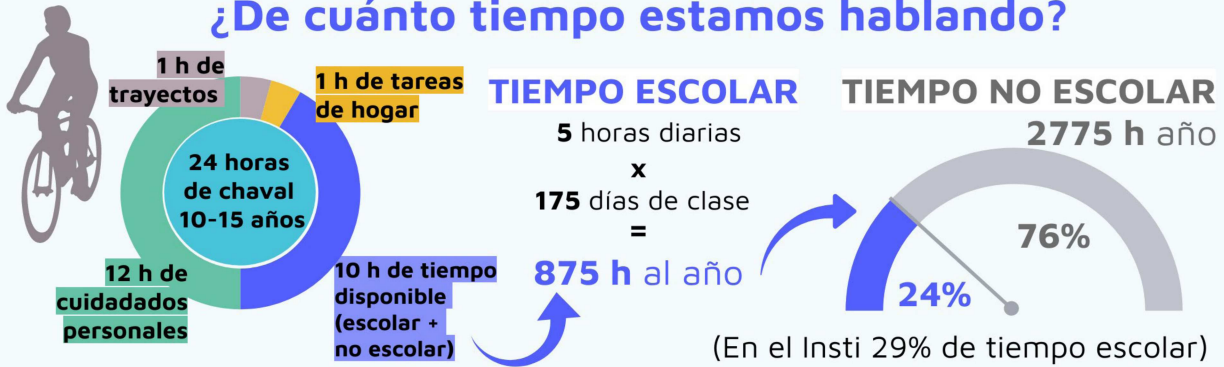 ¿De cuánto tiempo estamos hablando?
1 h de
trayectos
1 h de tareas
de hogar
24 horas
de chaval
10-15 años
12 h de
cuidadados
personales
10 h de tiempo
disponible
(escolar +
no escolar)
TIEMPO ESCOLAR
5 horas diarias
x
175 días de clase
=
875 h al año
TIEMPO NO ESCOLAR
2775 h año
76%
24%
(En el Insti 29% de tiempo escolar)